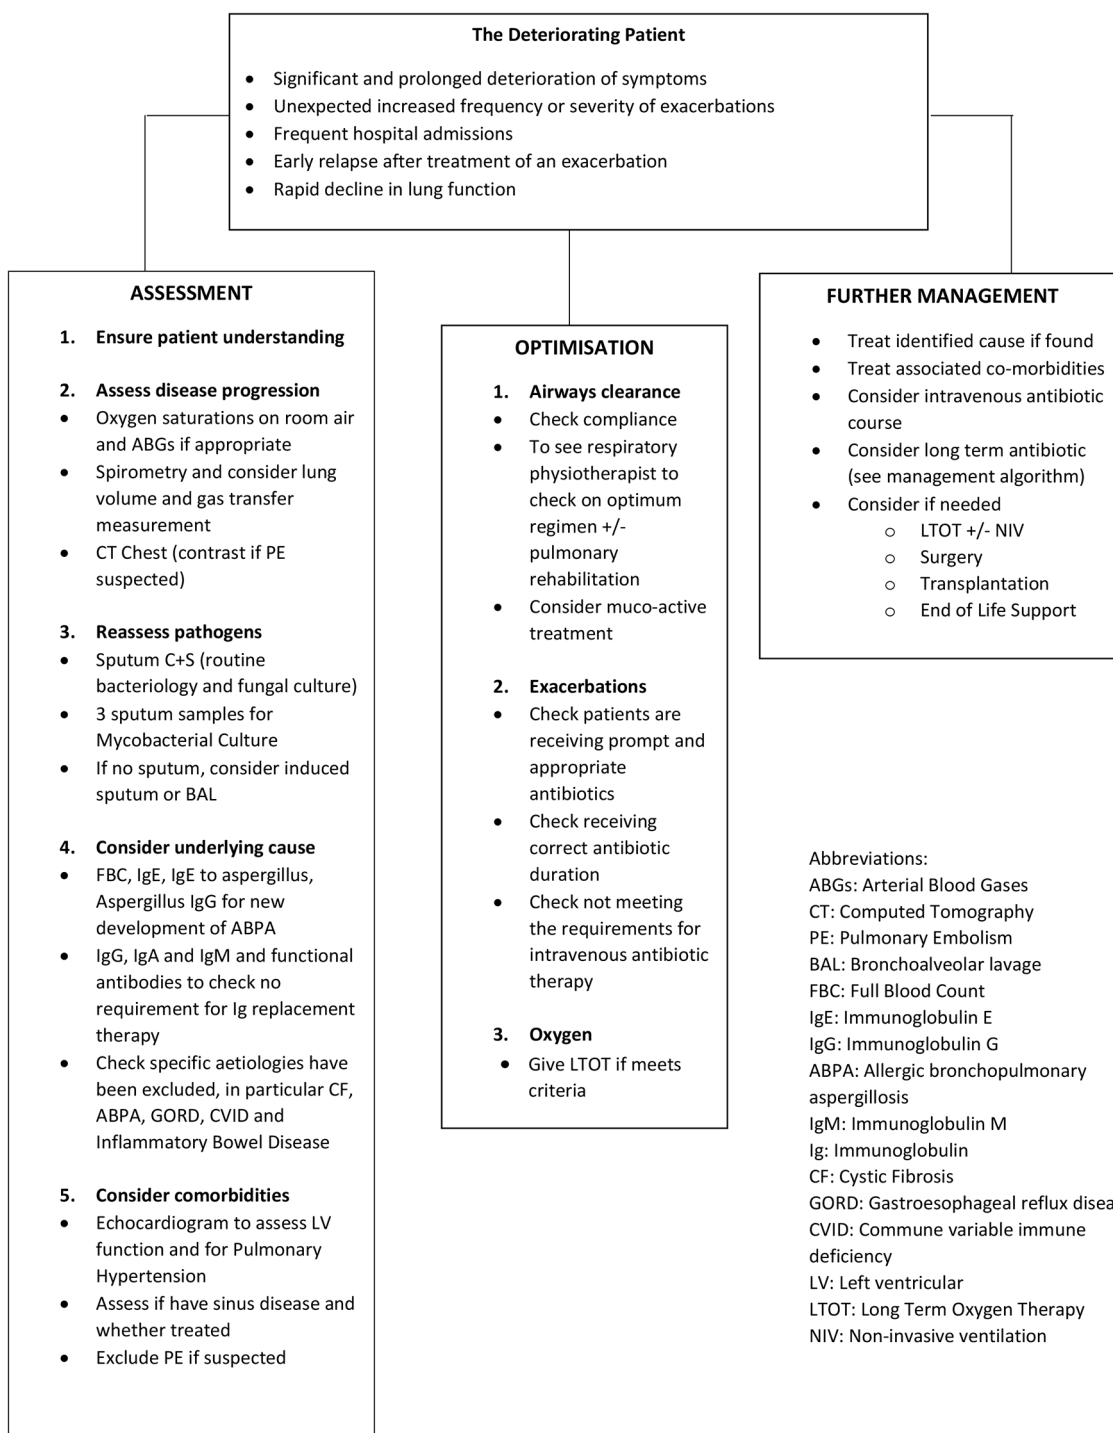 The Deteriorating Patient
• Significant and prolonged deterioration of symptoms
• Unexpected increased frequency or severity of exacerbations
• Frequent hospital admissions
• Early relapse after treatment of an exacerbation
• Rapid decline in lung function
ASSESSMENT
1. Ensure patient understanding
2. Assess disease progression
• Oxygen saturations on room air
and ABGs if appropriate
• Spirometry and consider lung
volume and gas transfer
measurement
• CT Chest (contrast if PE
suspected)
3. Reassess pathogens
• Sputum C+S (routine
bacteriology and fungal culture)
• 3 sputum samples for
Mycobacterial Culture
• If no sputum, consider induced
sputum or BAL
4. Consider underlying cause
• FBC, IgE, IgE to aspergillus,
Aspergillus IgG for new
development of ABPA
• IgG, IgA and IgM and functional
antibodies to check no
requirement for Ig replacement
therapy
• Check specific aetiologies have
been excluded, in particular CF,
ABPA, GORD, CVID and
Inflammatory Bowel Disease
5. Consider comorbidities
• Echocardiogram to assess LV
function and for Pulmonary
Hypertension
• Assess if have sinus disease and
whether treated
• Exclude PE if suspected
OPTIMISATION
1. Airways clearance
• Check compliance
• To see respiratory
physiotherapist to
check on optimum
regimen +/-
pulmonary
rehabilitation
• Consider muco-active
treatment
2. Exacerbations
• Check patients are
receiving prompt and
appropriate
antibiotics
• Check receiving
correct antibiotic
duration
• Check not meeting
the requirements for
intravenous antibiotic
therapy
3. Oxygen
• Give LTOT if meets
criteria
FURTHER MANAGEMENT
• Treat identified cause if found
• Treat associated co-morbidities
• Consider intravenous antibiotic
course
• Consider long term antibiotic
(see management algorithm)
• Consider if needed
o LTOT +/- NIV
o Surgery
o Transplantation
o End of Life Support
Abbreviations:
ABGs: Arterial Blood Gases
CT: Computed Tomography
PE: Pulmonary Embolism
BAL: Bronchoalveolar lavage
FBC: Full Blood Count
IgE: Immunoglobulin E
IgG: Immunoglobulin G
ABPA: Allergic bronchopulmonary
aspergillosis
IgM: Immunoglobulin M
Ig: Immunoglobulin
CF: Cystic Fibrosis
GORD: Gastroesophageal reflux disea
CVID: Commune variable immune
deficiency
LV: Left ventricular
LTOT: Long Term Oxygen Therapy
NIV: Non-invasive ventilation